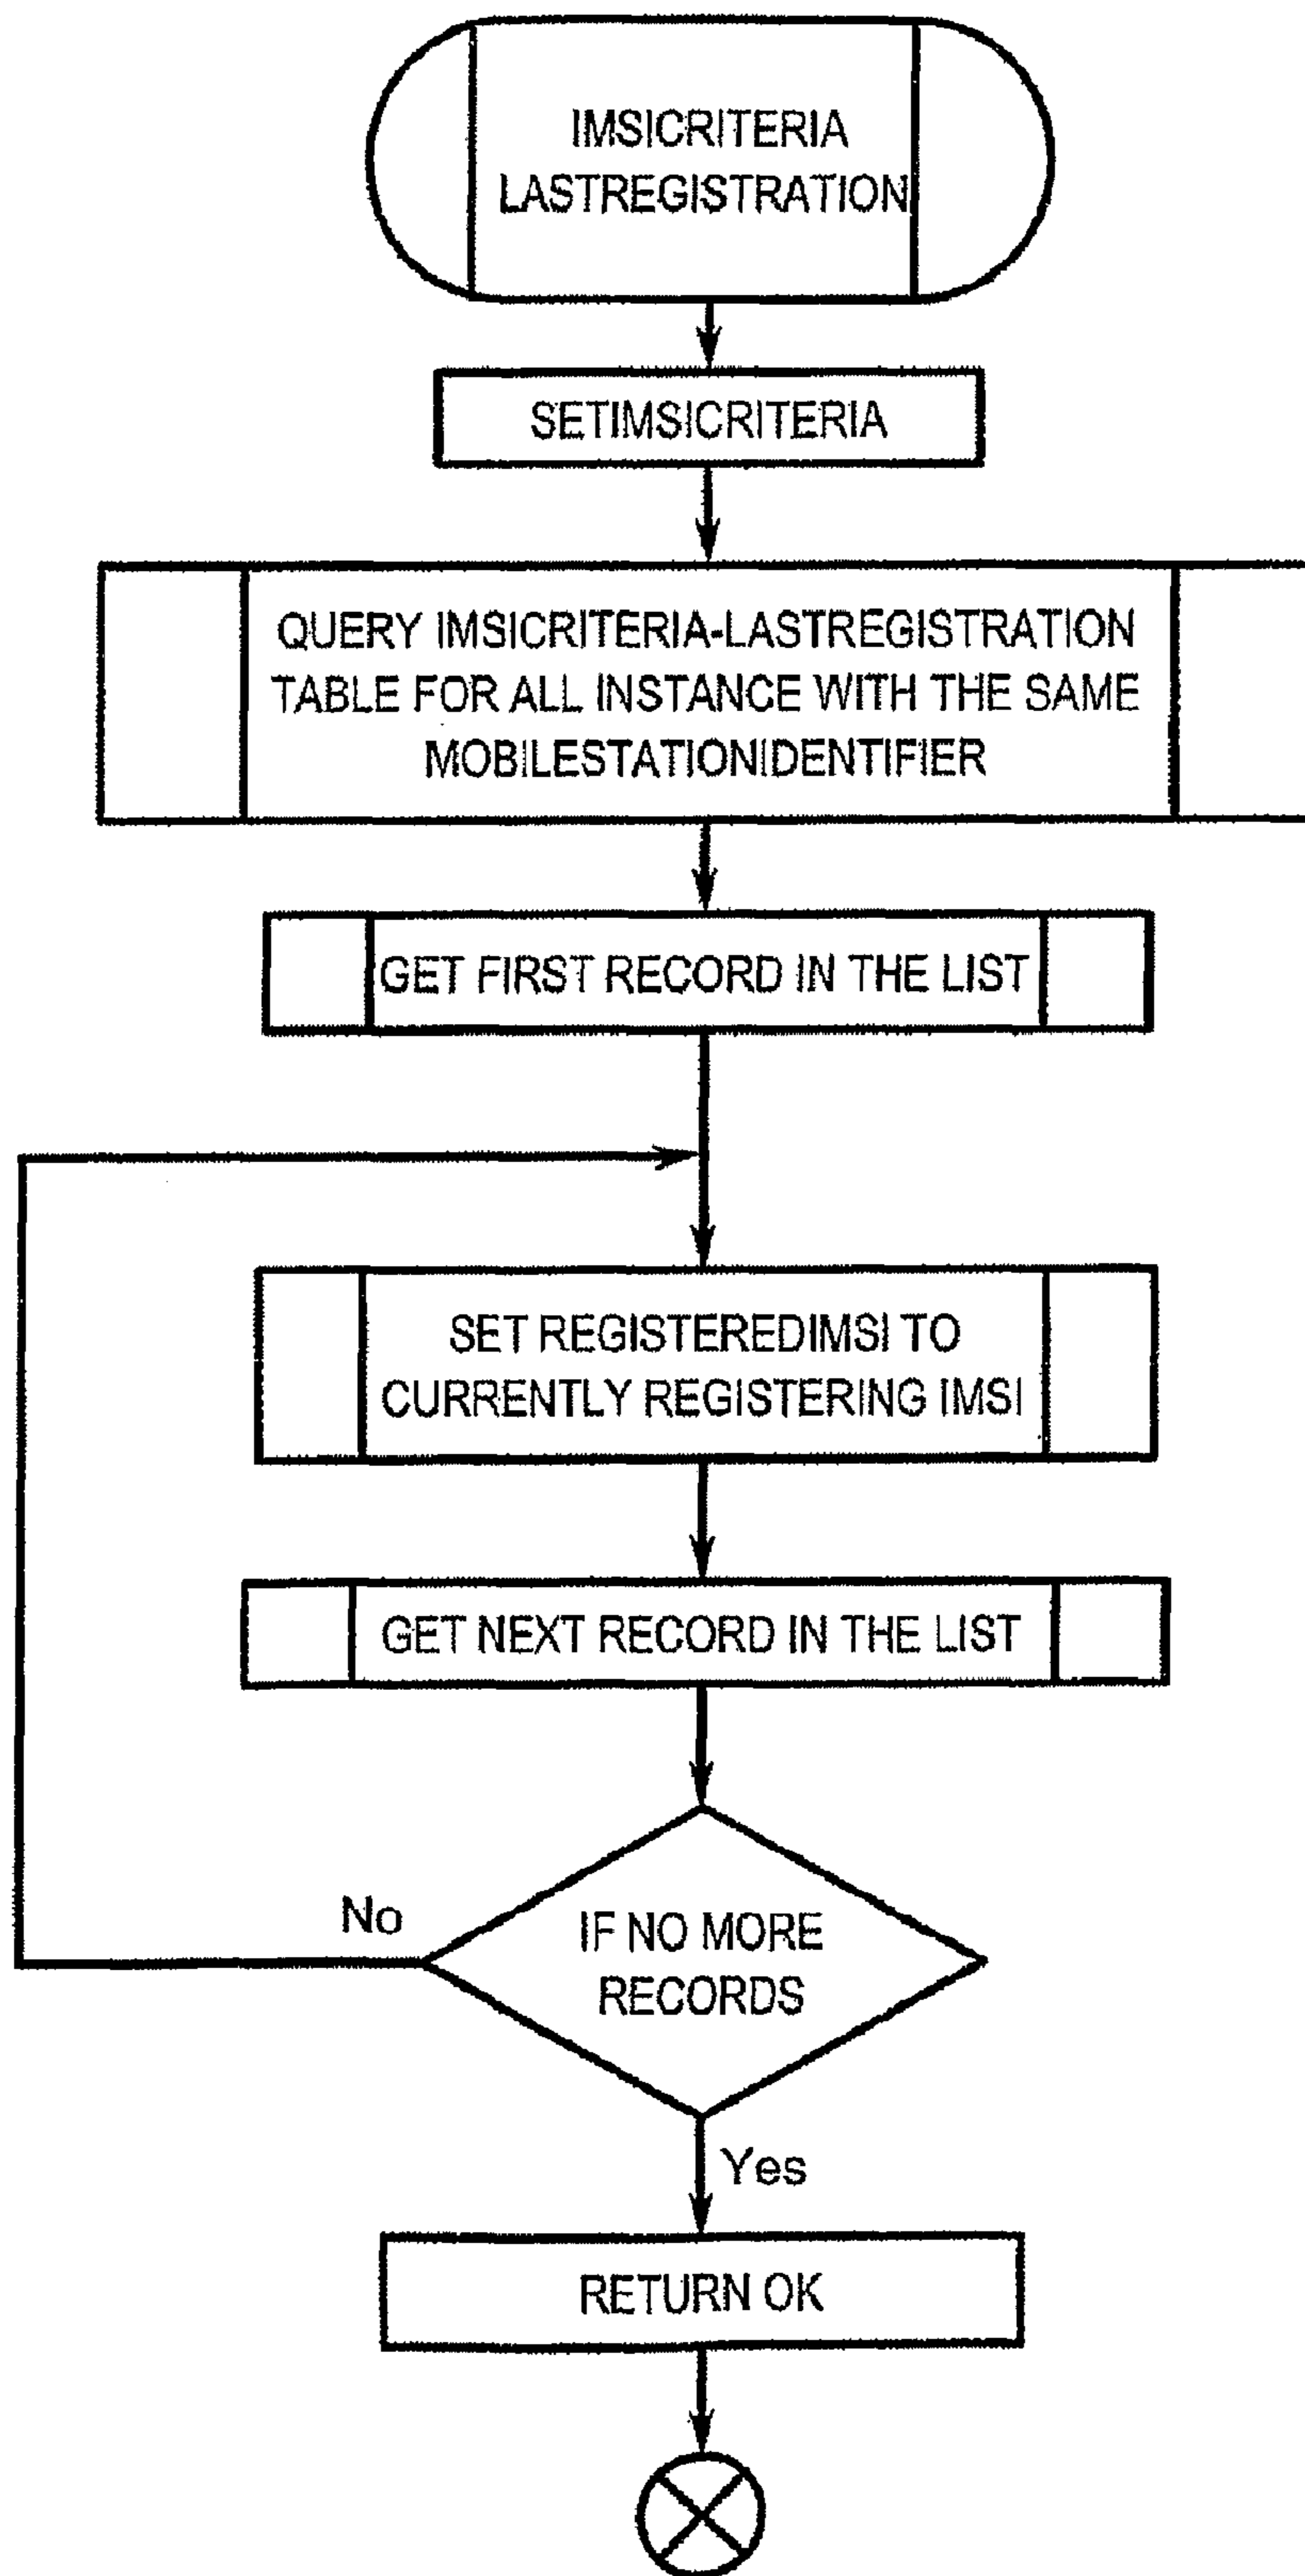 IMSICRITERIA
LASTREGISTRATION
SETIMSICRITERIA
QUERY IMSICRITERIA-LASTREGISTRATION
TABLE FOR ALL INSTANCE WITH THE SAME
MOBILESTATIONIDENTIFIER
GET FIRST RECORD IN THE LIST
SET REGISTEREDIMSI TO
CURRENTLY REGISTERING IMSI
GET NEXT RECORD IN THE LIST
No
IF NO MORE
RECORDS
Yes
RETURN OK